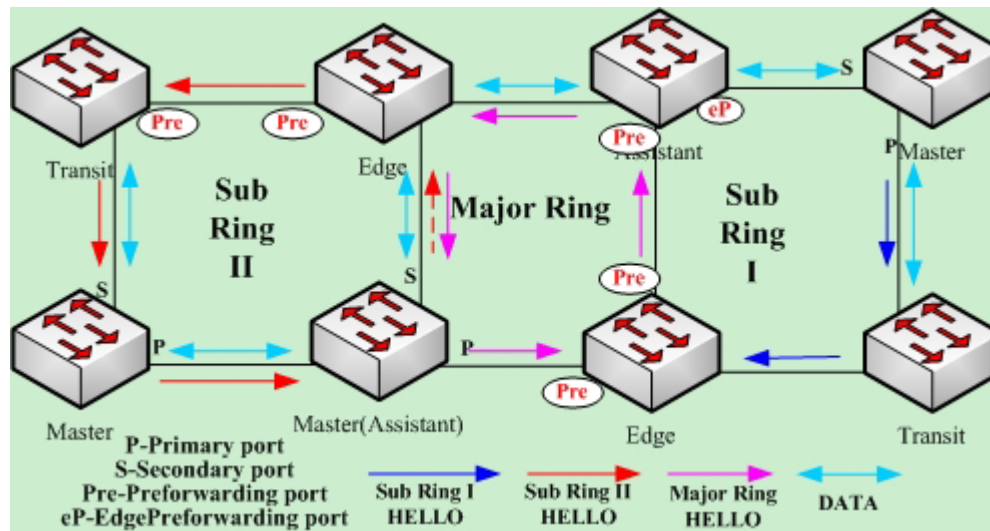 S
Pre
Pre
eP
Pre
Transit
Edge
Assistant
P
Master
Sub
Ring
II
Major Ring
Sub
Ring
I
S
S
Pre
P
P
Pre
Master
Master(Assistant)
Edge
Transit
P-Primary port
S-Secondary port
Pre-Preforwarding port
eP-EdgePreforwarding port
Sub Ring I
HELLO
Sub Ring II
HELLO
Major Ring
HELLO
DATA